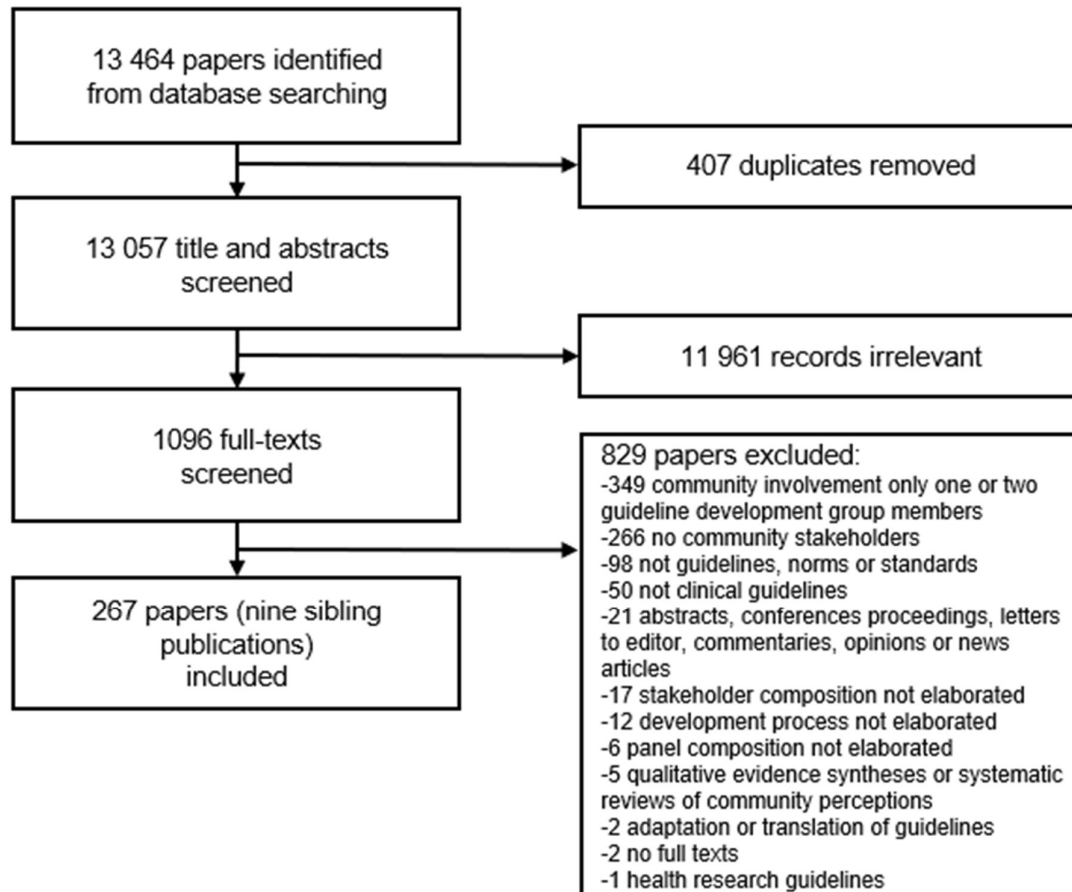 13 464 papers identified
from database searching
407 duplicates removed
13 057 title and abstracts
screened
11 961 records irrelevant
1096 full-texts
screened
829 papers excluded:
-349 community involvement only one or two
guideline development group members
-266 no community stakeholders
-98 not guidelines, norms or standards
-50 not clinical guidelines
-21 abstracts, conferences proceedings, letters
to editor, commentaries, opinions or news
articles
-17 stakeholder composition not elaborated
-12 development process not elaborated
-6 panel composition not elaborated
-5 qualitative evidence syntheses or systematic
reviews of community perceptions
-2 adaptation or translation of guidelines
-2 no full texts
-1 health research guidelines
267 papers (nine sibling
publications)
included